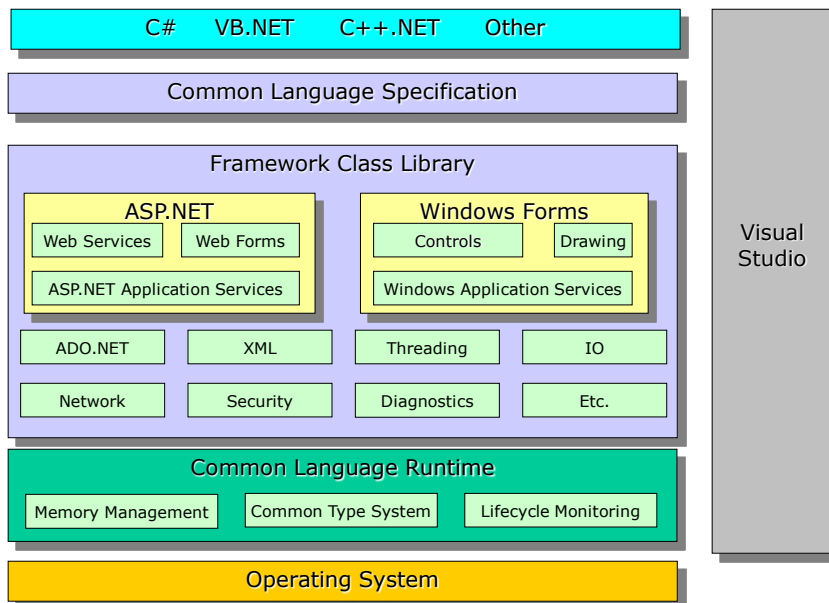 C# VB.NET C++.NET Other
Common Language Specification
Framework Class Library
ASP.NET
Web Services Web Forms
ASP.NET Application Services
Windows Forms
Controls Drawing
Windows Application Services
ADO.NET XML Threading IO
Network Security Diagnostics Etc.
Common Language Runtime
Memory Management Common Type System Lifecycle Monitoring
Operating System
Visual
Studio